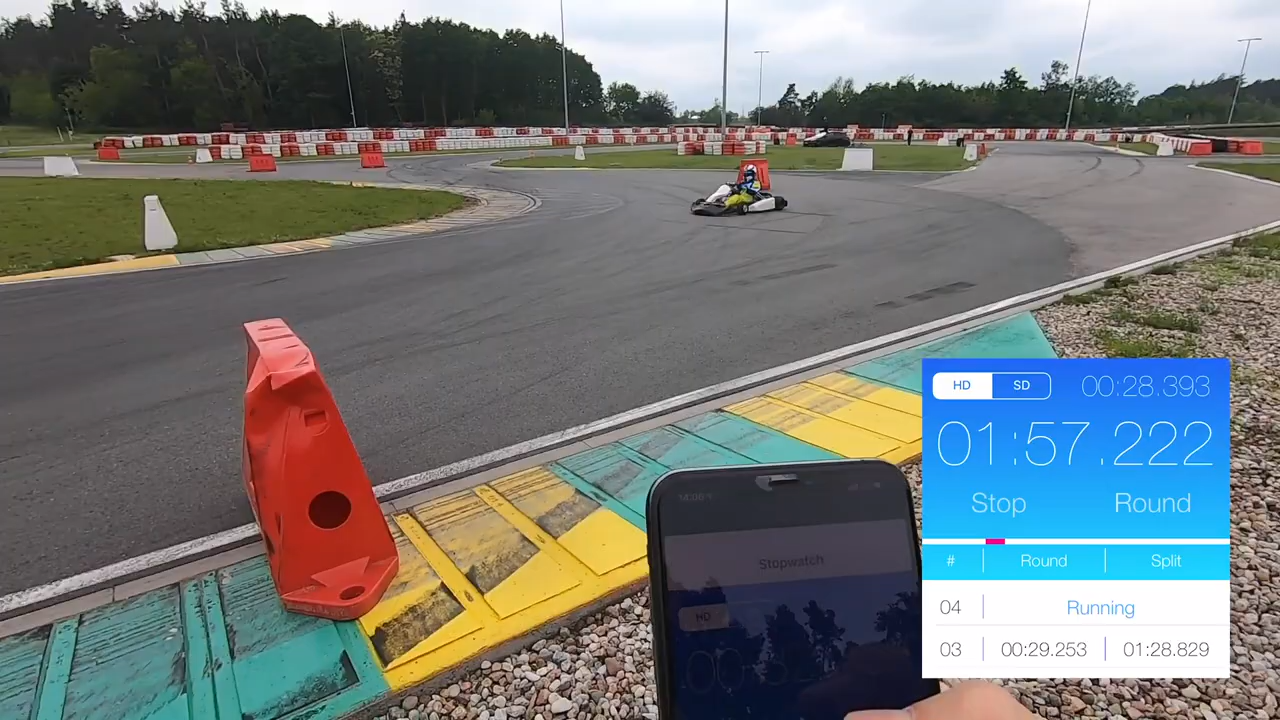 HD SD 00:28.393
01:57.222
Stop Round
# Round Split
04 Running
03 00:29.253 01:28.829
Stopwatch
HD